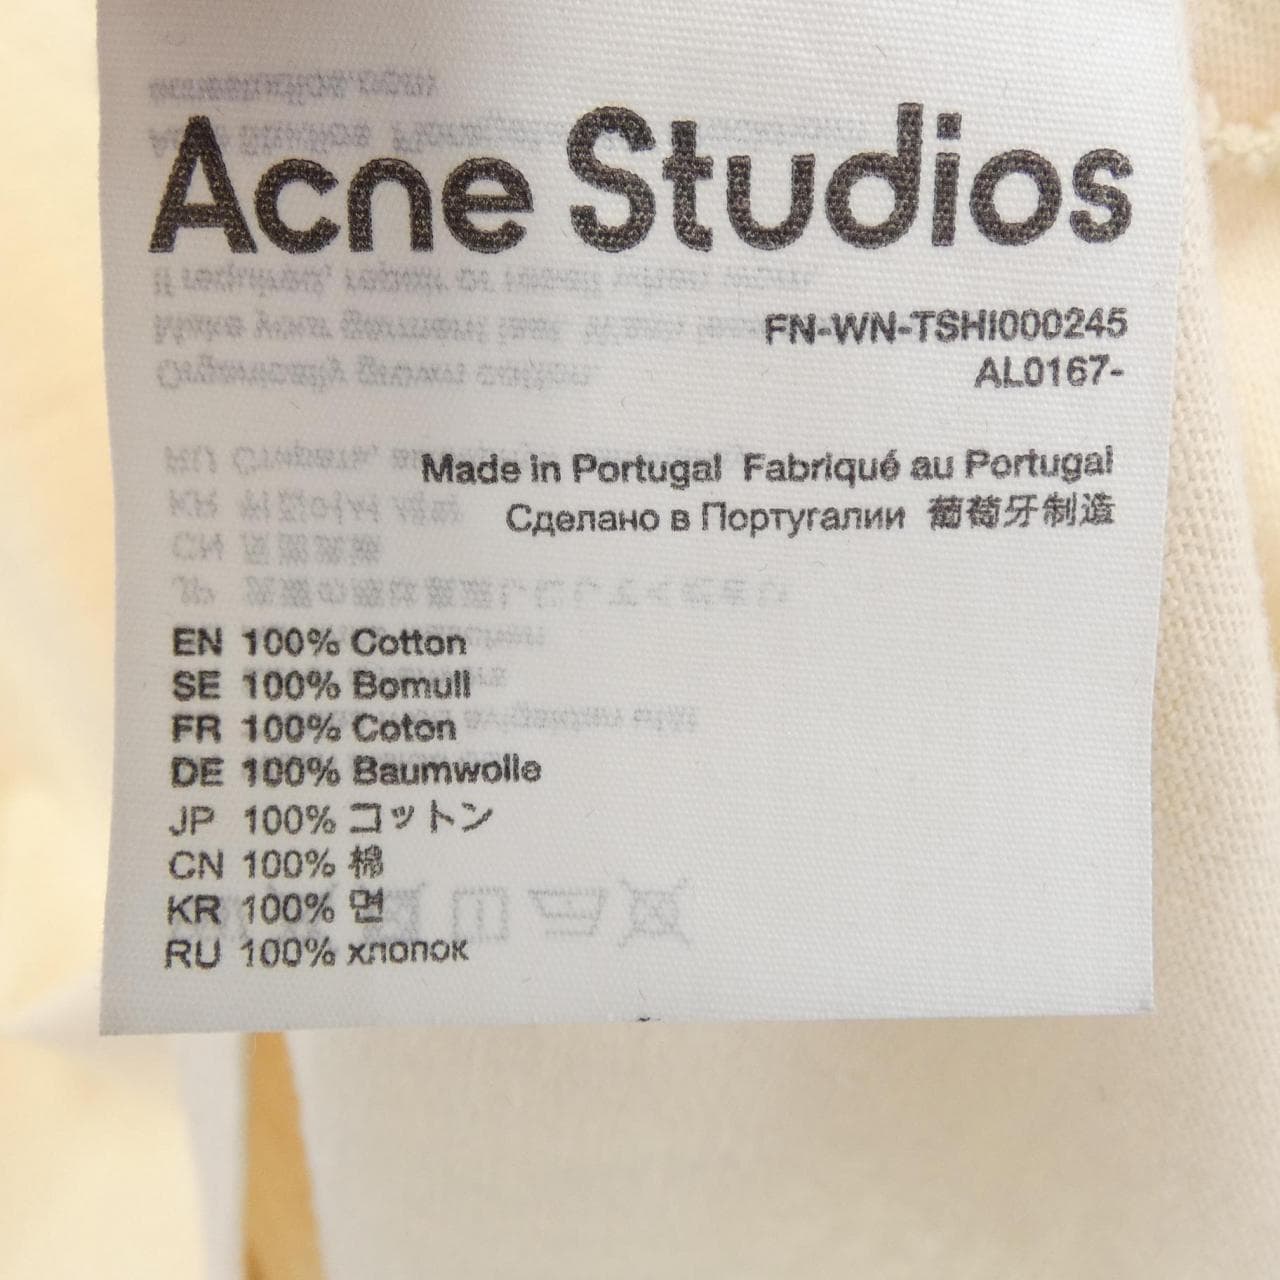 Acne Studios
FN-WN-TSHI000245
AL0167-
Made in Portugal Fabriqué au Portugal
Сделано в Португалии 葡萄牙制造
EN 100% Cotton
SE 100% Bomull
FR 100% Coton
DE 100% Baumwolle
JP 100% コットン
CN 100% 棉
KR 100% 면
RU 100% хлопок